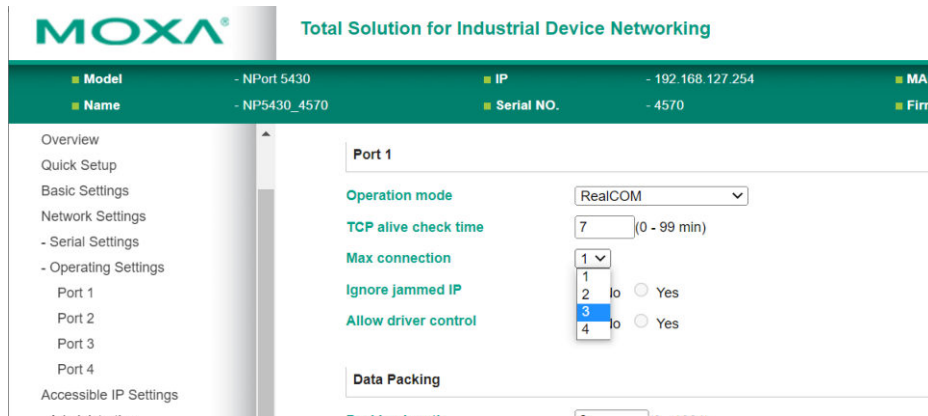 MOXA®
Total Solution for Industrial Device Networking
Model - NPort 5430 IP - 192.168.127.254
Name - NP5430_4570 Serial NO. - 4570
Overview
Quick Setup
Basic Settings
Network Settings
- Serial Settings
- Operating Settings
Port 1
Port 2
Port 3
Port 4
Accessible IP Settings
Port 1
Operation mode RealCOM
TCP alive check time 7 (0 - 99 min)
Max connection 1
1
2
3
4
Ignore jammed IP Yes
Allow driver control Yes
Data Packing